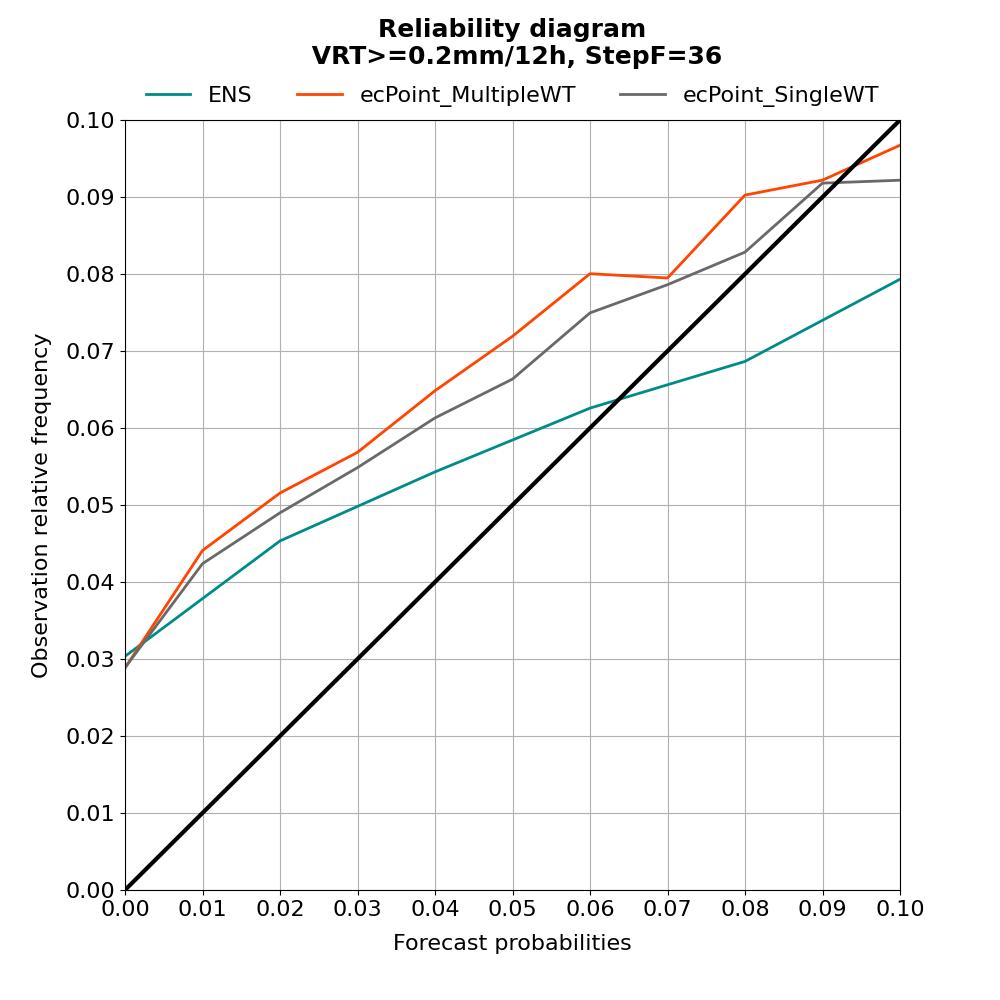 Reliability diagram
VRT>=0.2mm/12h, StepF=36
ENS ecPoint_MultipleWT ecPoint_SingleWT
0.10
0.09
0.08
0.07
0.06
0.05
0.04
0.03
0.02
0.01
0.00
Observation relative frequency
0.00 0.01 0.02 0.03 0.04 0.05 0.06 0.07 0.08 0.09 0.10
Forecast probabilities